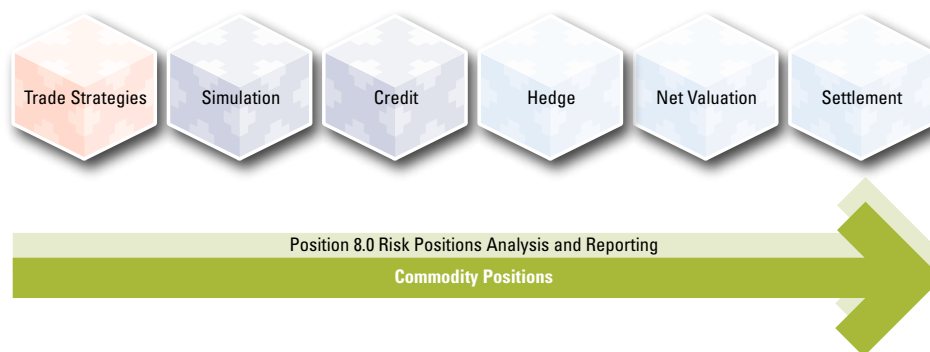 Trade Strategies
Simulation
Credit
Hedge
Net Valuation
Settlement
Position 8.0 Risk Positions Analysis and Reporting
Commodity Positions